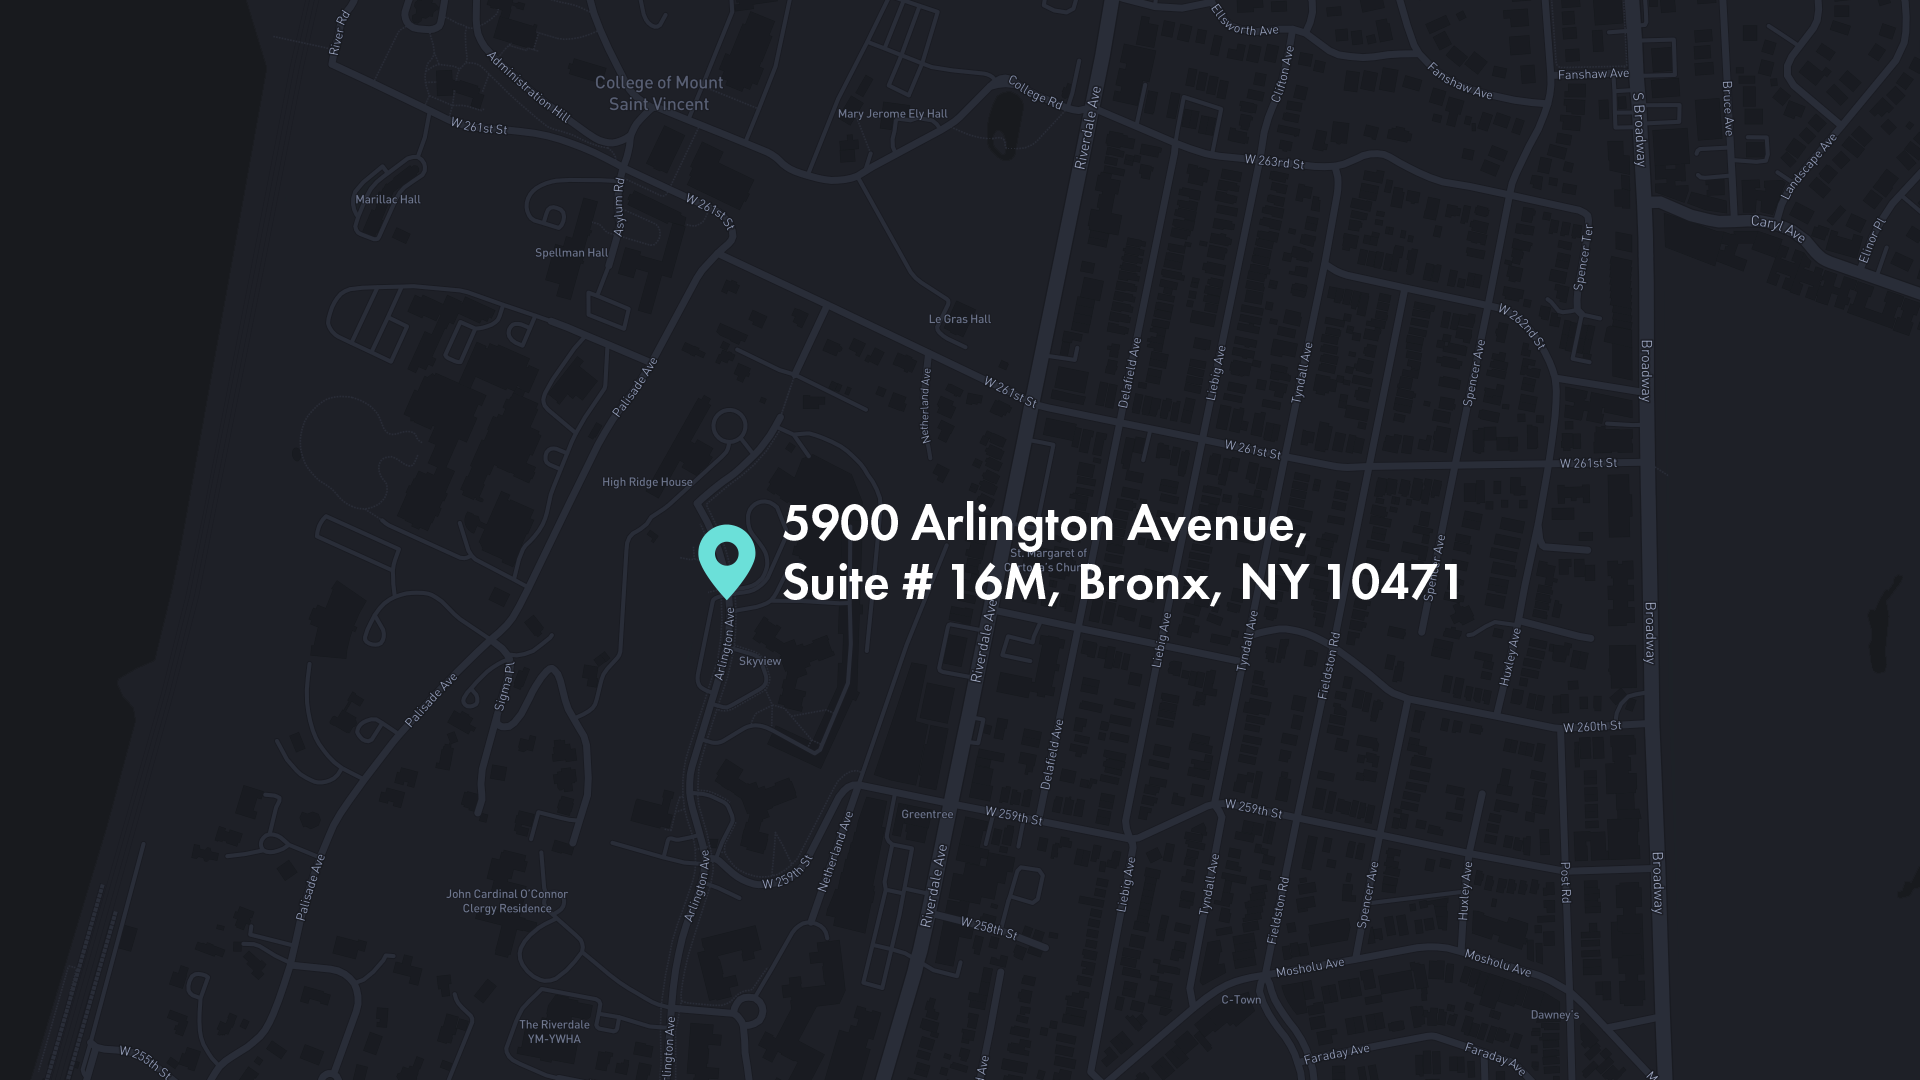 River Rd
Ellsworth Ave
Administration Hill
College of Mount
Saint Vincent
W 261st St
Mary Jerome Ely Hall
College Rd
Riverdale Ave
Clifton Ave
Fanshaw Ave
Fanshaw Ave
S Broadway
Bruce Ave
Landscape Ave
W 263rd St
Marillac Hall
Asylum Rd
W 261st St
Spellman Hall
Caryl Ave
Elinor Pl
Spencer Ter
Le Gras Hall
W 262nd St
Palisade Ave
Netherland Ave
W 261st St
Delafield Ave
Liebig Ave
Tyndall Ave
Spencer Ave
Broadway
W 261st St
W 261st St
High Ridge House
5900 Arlington Avenue,
St. Margaret of
Suite # 16M, Bronx, NY 10471
Spencer Ave
Arlington Ave
Skyview
Riverdale Ave
Liebig Ave
Tyndall Ave
Fieldston Rd
Huxley Ave
Broadway
Palisade Ave
Sigma Pl
Delafield Ave
W 260th St
Greentree
W 259th St
W 259th St
Palisade Ave
Arlington Ave
W 259th St
Netherland Ave
Riverdale Ave
Liebig Ave
Tyndall Ave
Fieldston Rd
Spencer Ave
Huxley Ave
Post Rd
Broadway
John Cardinal O'Connor
Clergy Residence
W 258th St
Mosholu Ave
Mosholu Ave
C-Town
Dawney's
The Riverdale
YM-YWHA
W 255th St
Faraday Ave
Faraday Ave